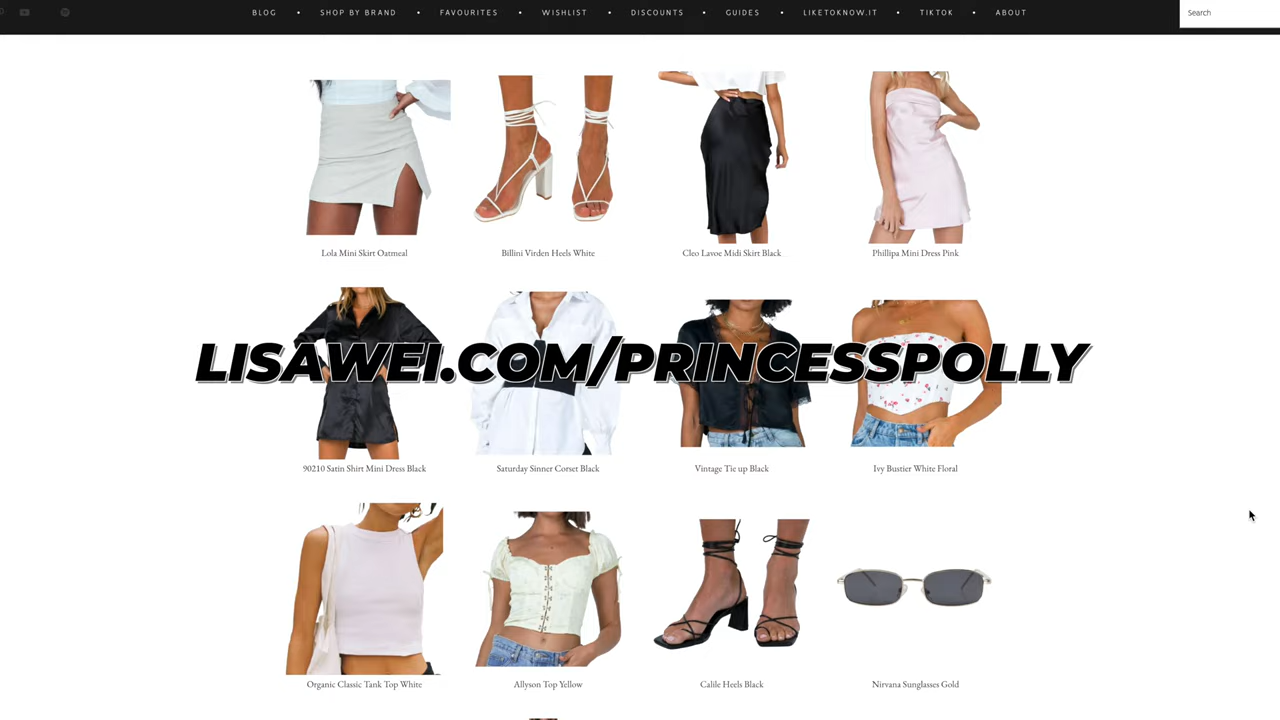 BLOG • SHOP BY BRAND • FAVOURITES • WISHLIST • DISCOUNTS • GUIDES • LIKETOKNOW.IT • TIKTOK • ABOUT
Search
Lola Mini Skirt Oatmeal
Billini Virden Heels White
Cleo Lavoe Midi Skirt Black
Phillipa Mini Dress Pink
LISAWEI.COM/PRINCESSPOLLY
90210 Satin Shirt Mini Dress Black
Saturday Sinner Corset Black
Vintage Tie up Black
Ivy Bustier White Floral
Organic Classic Tank Top White
Allyson Top Yellow
Calile Heels Black
Nirvana Sunglasses Gold